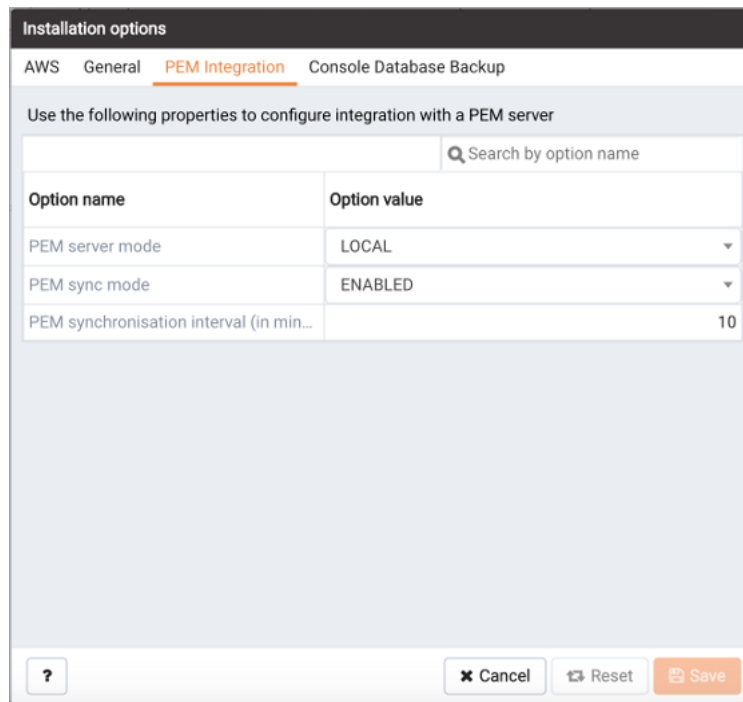 Installation options
AWS General PEM Integration Console Database Backup
Use the following properties to configure integration with a PEM server
Search by option name
Option name Option value
PEM server mode LOCAL
PEM sync mode ENABLED
PEM synchronisation interval (in min... 10
? Cancel Reset Save